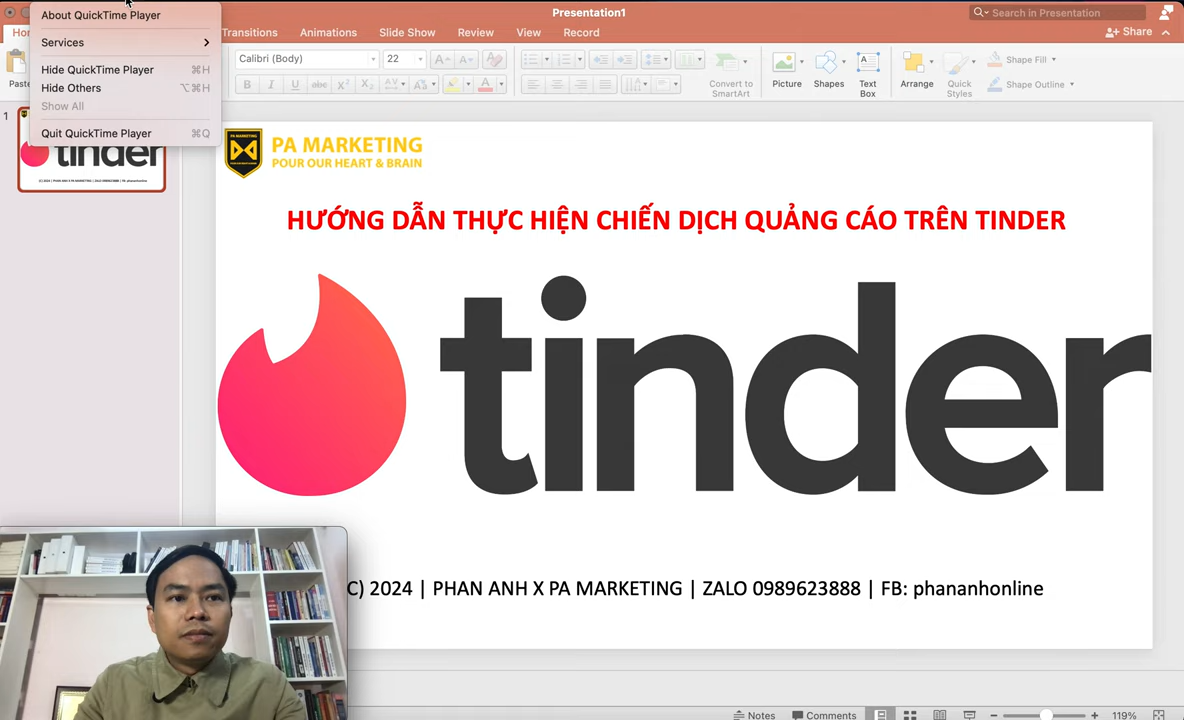 About QuickTime Player
Services
Hide QuickTime Player ⌘H
Hide Others ⌥⌘H
Show All
Quit QuickTime Player ⌘Q
Presentation1
Search in Presentation
Transitions Animations Slide Show Review View Record
Share
Calibri (Body) 22
Convert to SmartArt
Picture
Shapes
Text Box
Arrange
Quick Styles
Shape Fill
Shape Outline
1
tinder
PA MARKETING
POUR OUR HEART & BRAIN
HƯỚNG DẪN THỰC HIỆN CHIẾN DỊCH QUẢNG CÁO TRÊN TINDER
tinder
C) 2024 | PHAN ANH X PA MARKETING | ZALO 0989623888 | FB: phananhonline
Notes
Comments
119%